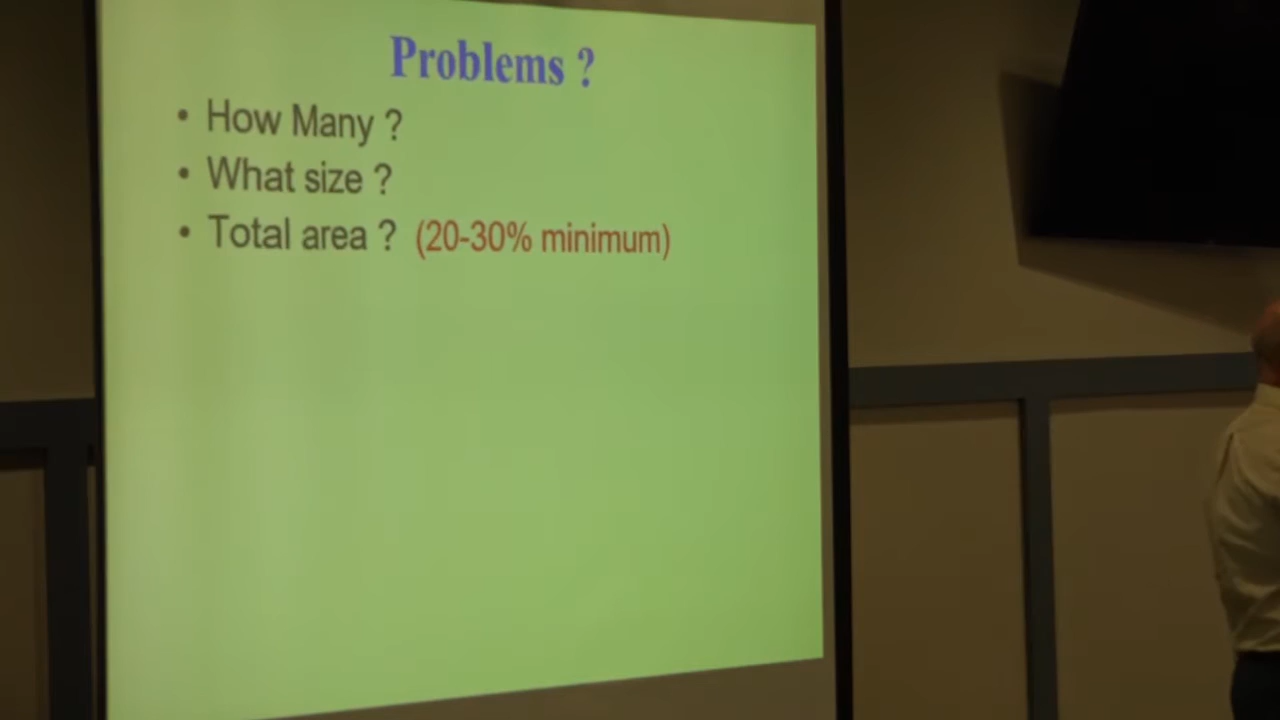 Problems ?
• How Many ?
• What size ?
• Total area ? (20-30% minimum)